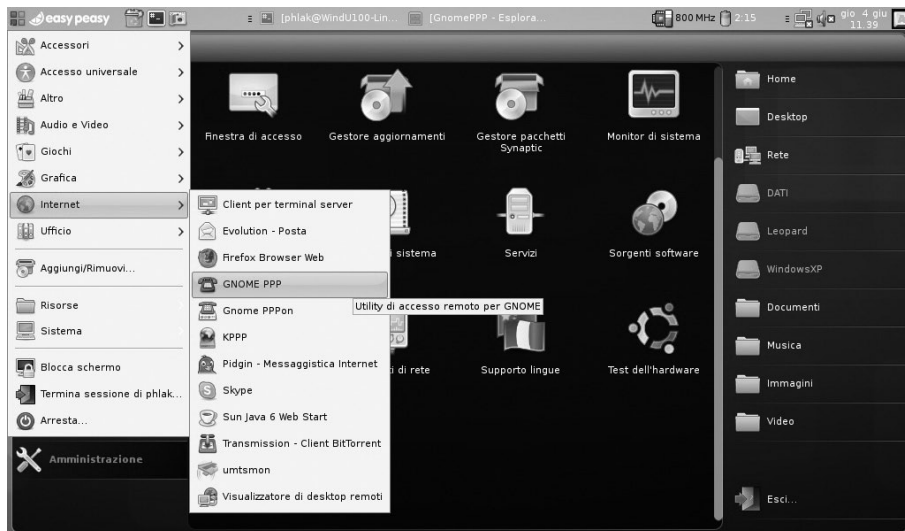 easy peasy
[phlak@WindU100-Lin...
[GnomePPP - Esplora...
800 MHz
2:15
gio 4 giu
11.39
Accessori
Accesso universale
Altro
Audio e Video
Giochi
Grafica
Internet
Ufficio
Aggiungi/Rimuovi...
Risorse
Sistema
Blocca schermo
Termina sessione di phlak...
Arresta...
Amministrazione
Client per terminal server
Evolution - Posta
Firefox Browser Web
GNOME PPP
Gnome PPPon
KPPP
Pidgin - Messaggistica Internet
Skype
Sun Java 6 Web Start
Transmission - Client BitTorrent
umtsmon
Visualizzatore di desktop remoti
Utility di accesso remoto per GNOME
Finestra di accesso
Gestore aggiornamenti
Gestore pacchetti
Synaptic
Monitor di sistema
i sistema
Servizi
Sorgenti software
ti di rete
Supporto lingue
Test dell'hardware
Home
Desktop
Rete
DATI
Leopard
WindowsXP
Documenti
Musica
Immagini
Video
Esci...